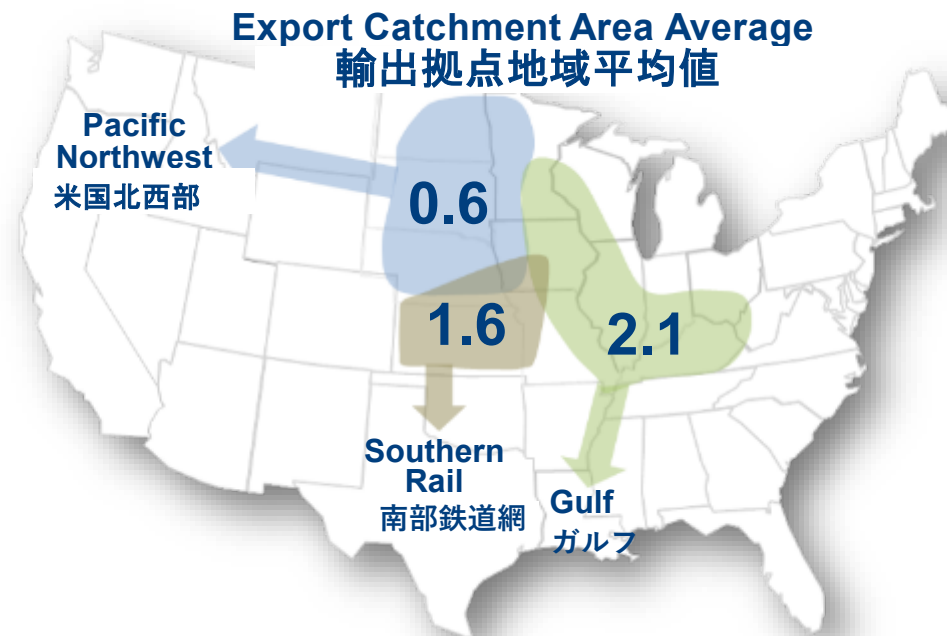 Export Catchment Area Average
輸出拠点地域平均値
Pacific
Northwest
米国北西部
0.6
1.6
2.1
Southern
Rail
南部鉄道網
Gulf
ガルフ